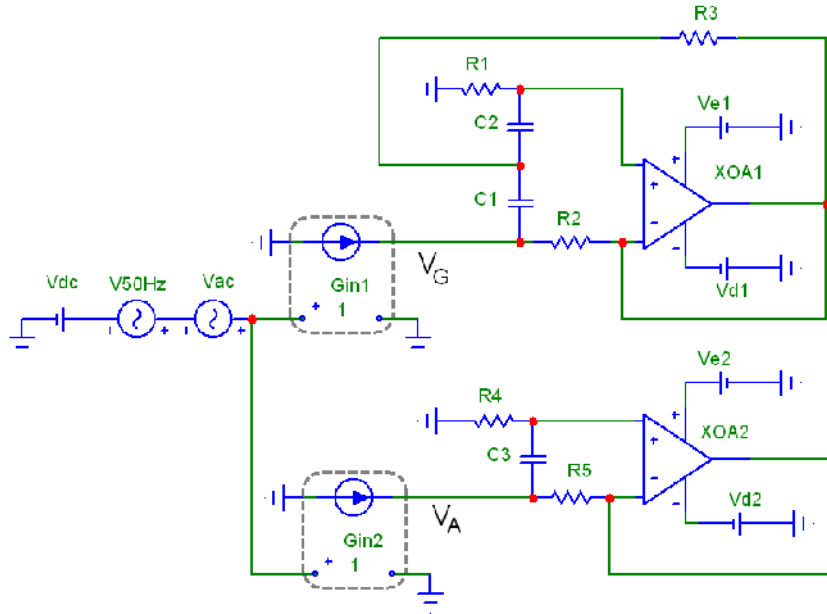 R3
R1
Ve1
C2
XOA1
+
+
-
-
C1
R2
VG
Vd1
Vdc
V50Hz
Vac
Gin1
+
1
- + - +
Ve2
R4
XOA2
+
+
-
-
C3
R5
VA
Vd2
Gin2
+
1